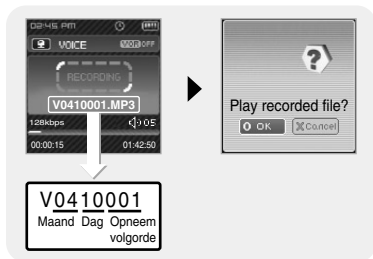 02:45 PM
VOICE VOR OFF
RECORDING
V0410001.MP3
128kbps 05
00:00:15 01:42:50
Play recorded file?
O OK X Cancel
V0410001
Maand Dag Opneem
volgorde